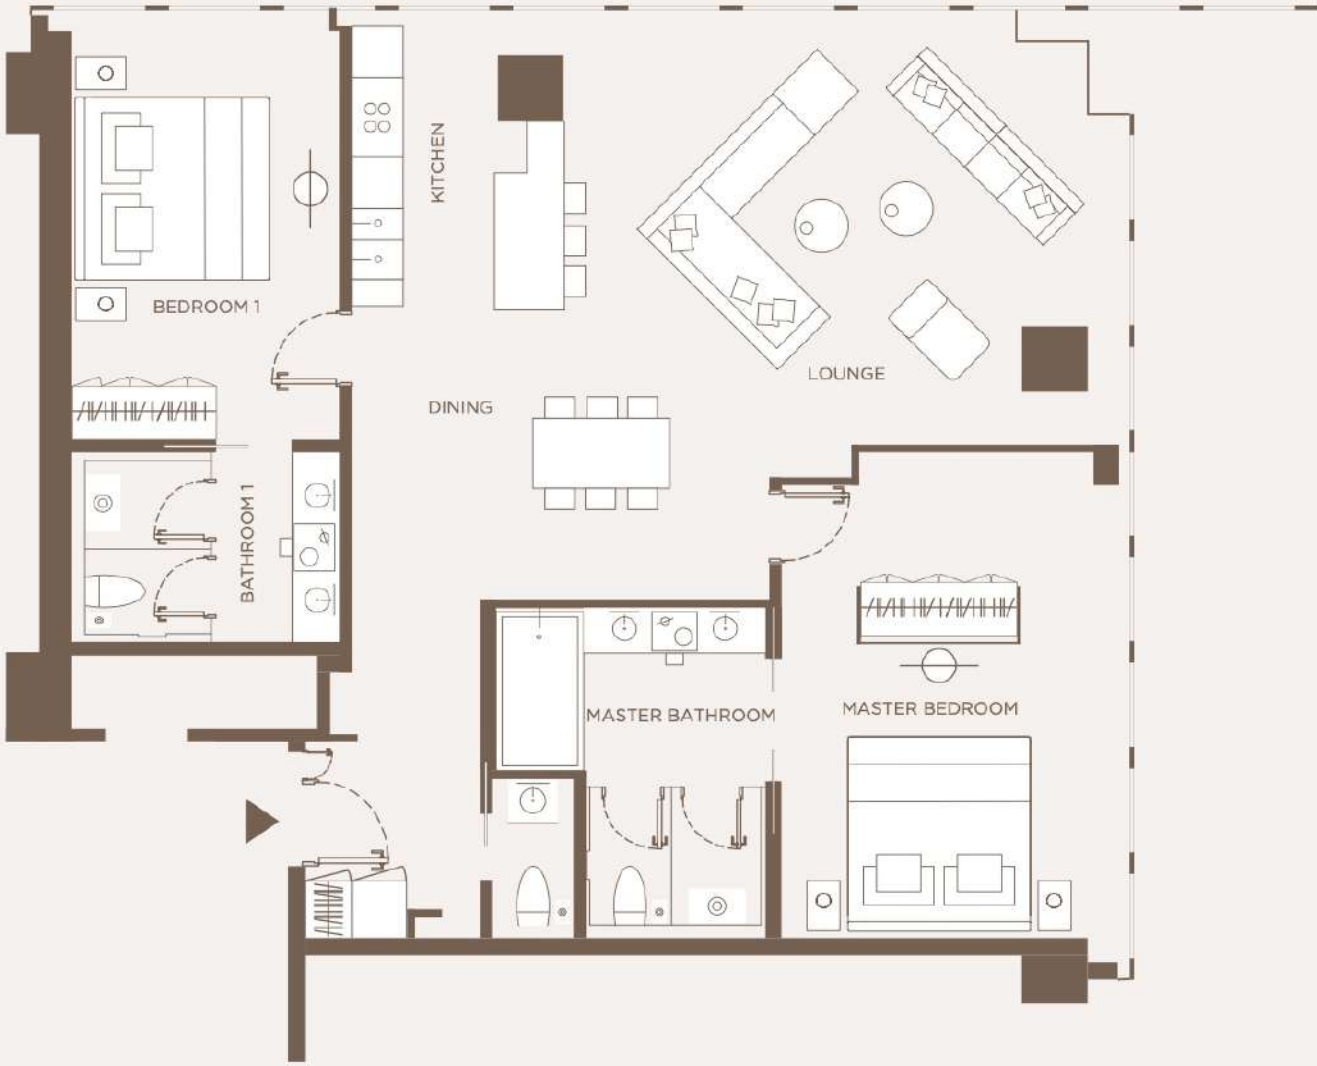 KITCHEN
BEDROOM 1
LOUNGE
DINING
BATHROOM 1
MASTER BATHROOM
MASTER BEDROOM